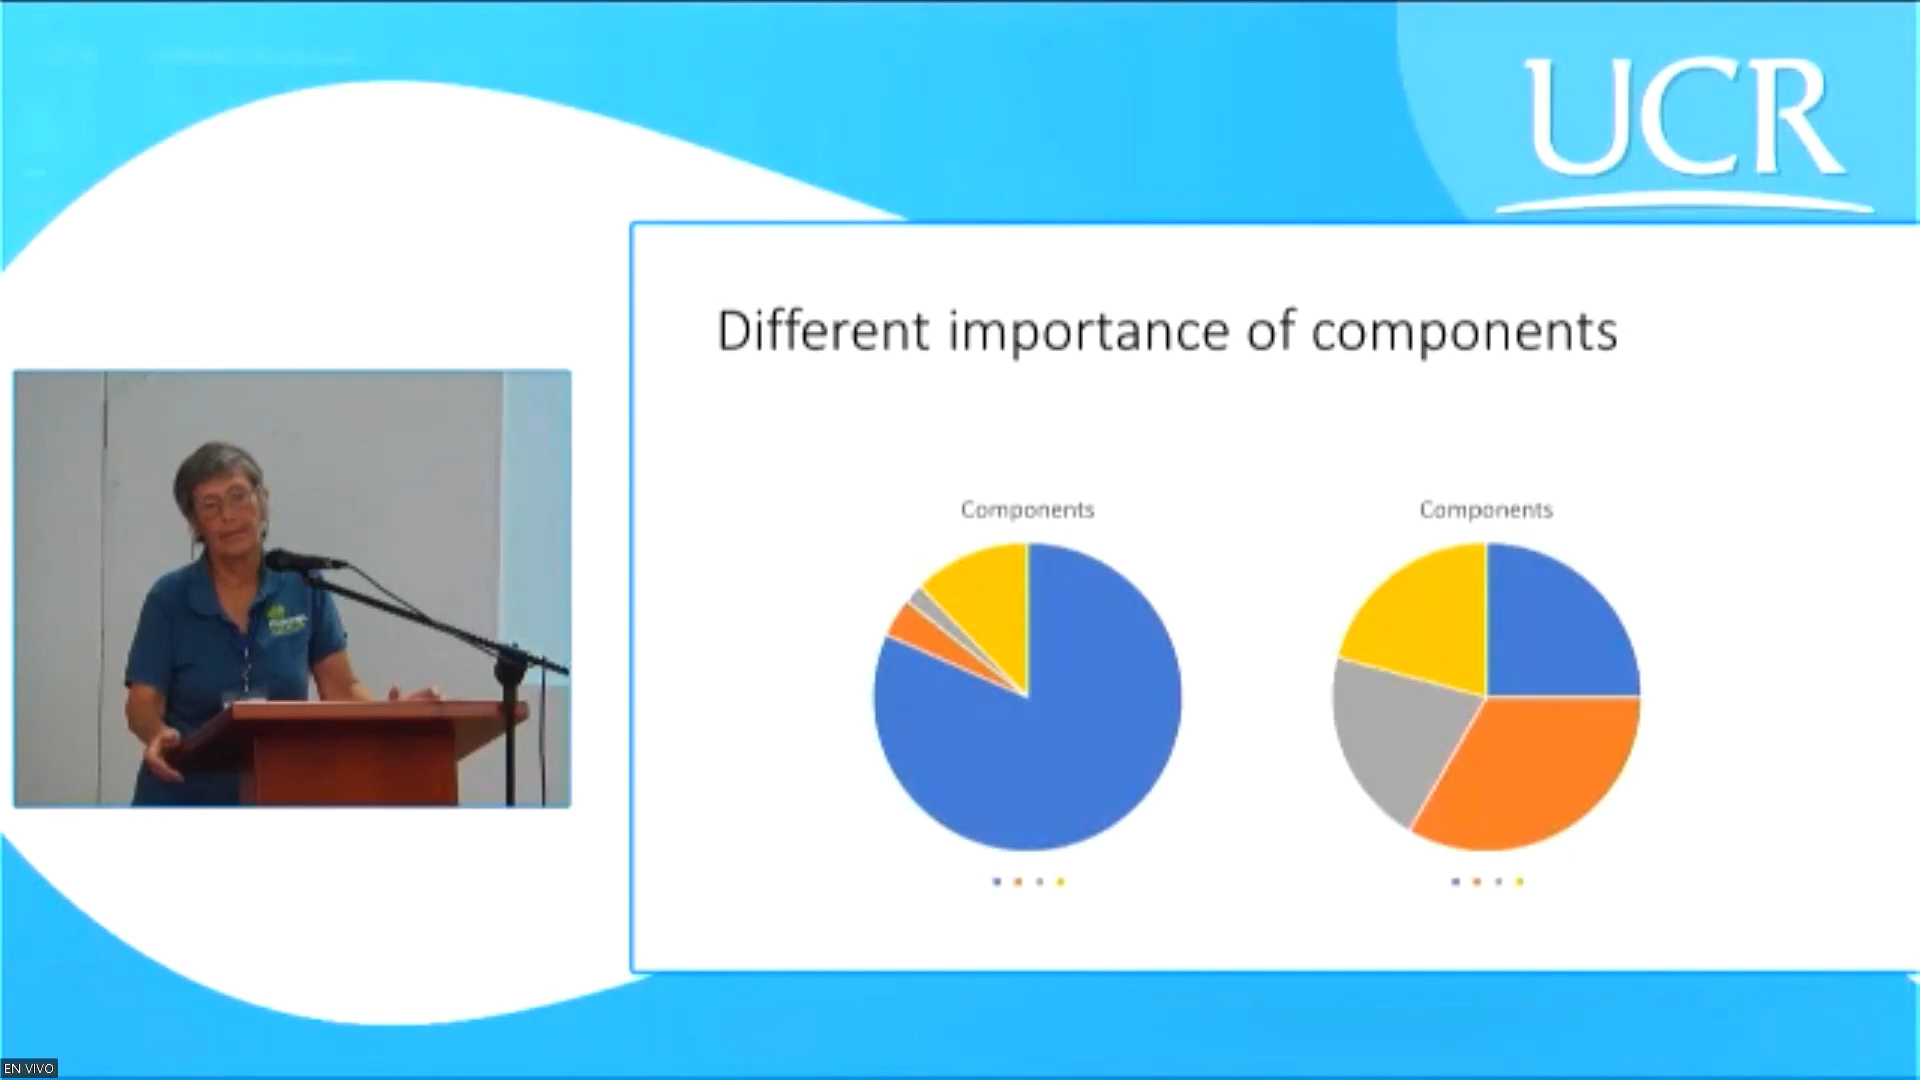 UCR
Different importance of components
Components
Components
EN VIVO